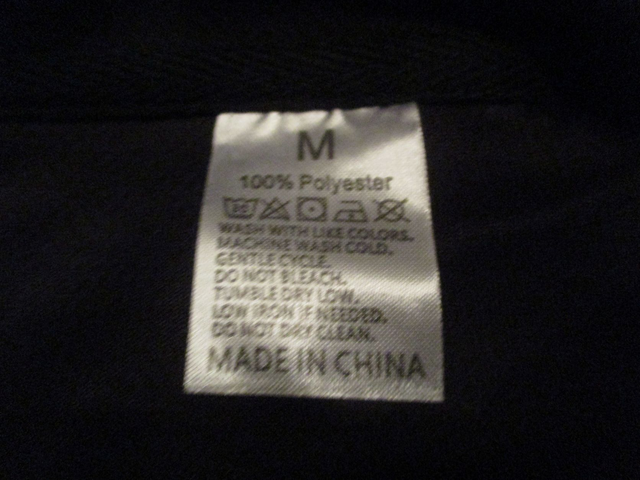 M
100% Polyester
WASH WITH LIKE COLORS.
MACHINE WASH COLD.
GENTLE CYCLE.
DO NOT BLEACH.
TUMBLE DRY LOW.
LOW IRON IF NEEDED.
DO NOT DRY CLEAN.
MADE IN CHINA